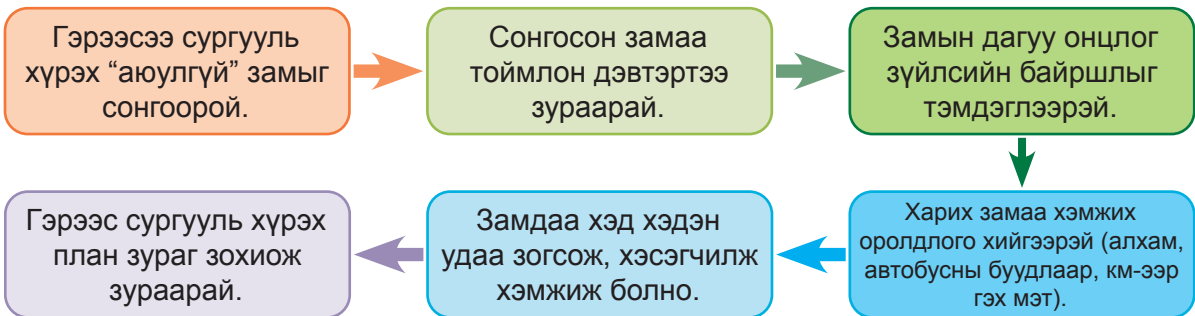 Гэрээсээ сургууль
хүрэх “аюулгүй” замыг
сонгоорой.
Сонгосон замаа
тоймлон дэвтэртээ
зураарай.
Замын дагуу онцлог
зүйлсийн байршлыг
тэмдэглээрэй.
Харих замаа хэмжих
оролдлого хийгээрэй (алхам,
автобусны буудлаар, км-ээр
гэх мэт).
Замдаа хэд хэдэн
удаа зогсож, хэсэгчилж
хэмжиж болно.
Гэрээс сургууль хүрэх
план зураг зохиож
зураарай.